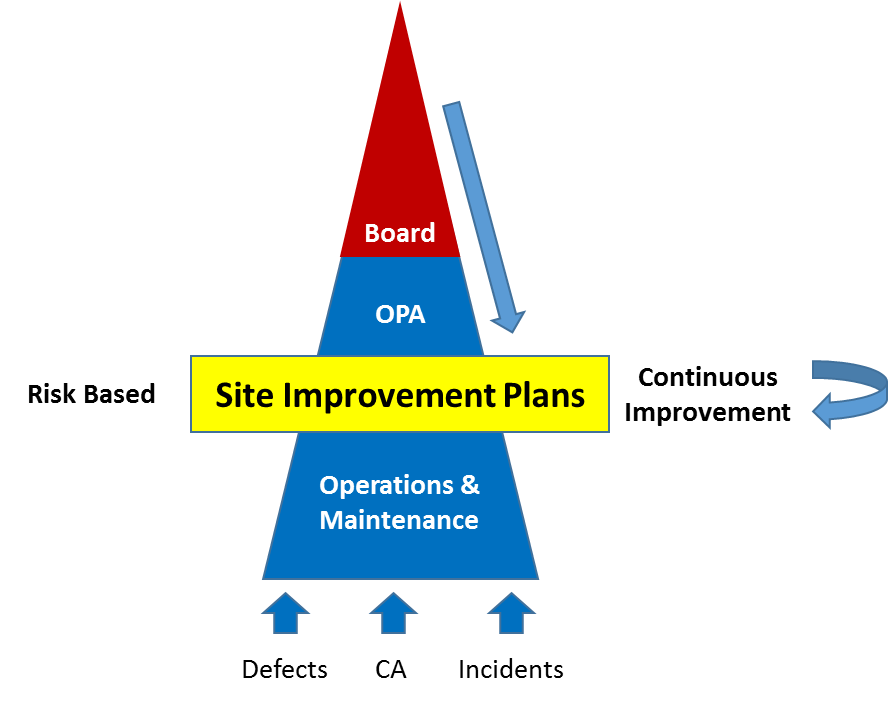 Board
OPA
Risk Based
Site Improvement Plans
Continuous
Improvement
Operations &
Maintenance
Defects
CA
Incidents